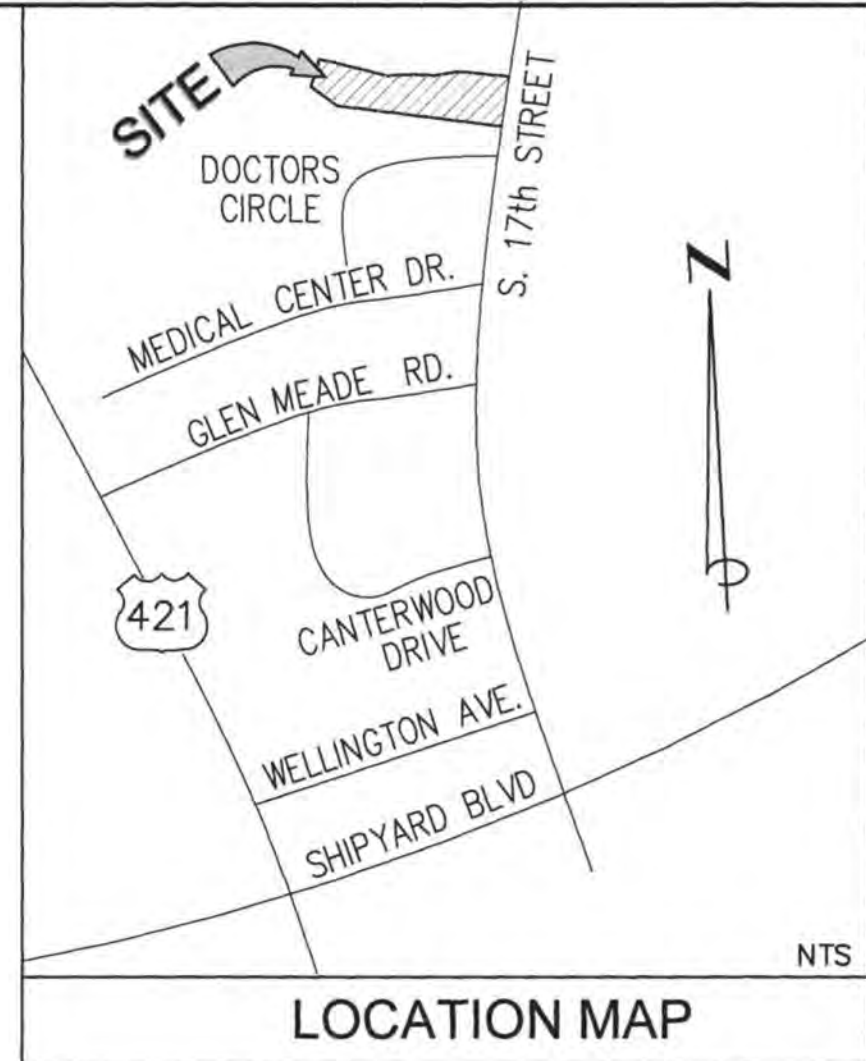 SITE
DOCTORS
CIRCLE
S. 17th STREET
N
MEDICAL CENTER DR.
GLEN MEADE RD.
421
CANTERWOOD
DRIVE
WELLINGTON AVE.
SHIPYARD BLVD
NTS
LOCATION MAP